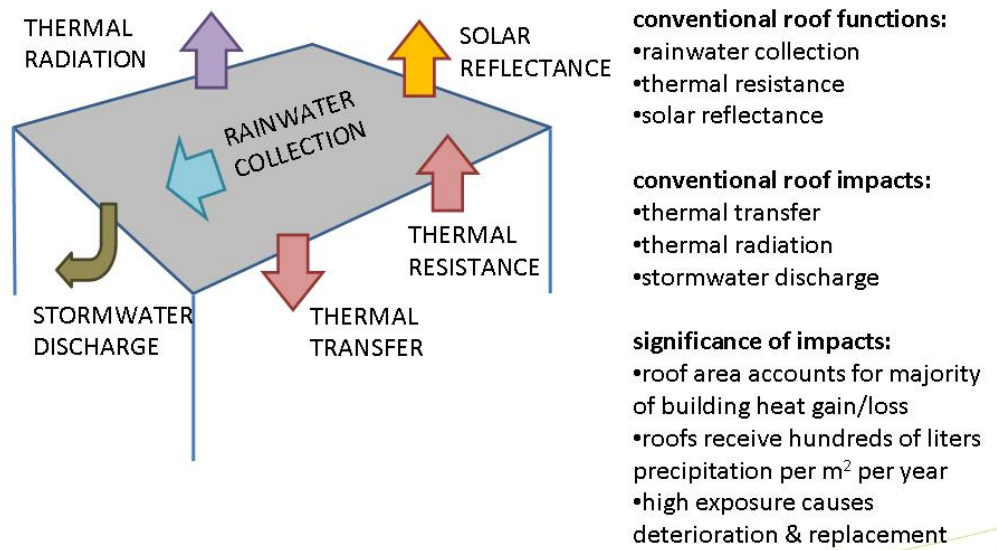 THERMAL
RADIATION
SOLAR
REFLECTANCE
RAINWATER
COLLECTION
THERMAL
RESISTANCE
STORMWATER
DISCHARGE
THERMAL
TRANSFER
conventional roof functions:
•rainwater collection
•thermal resistance
•solar reflectance
conventional roof impacts:
•thermal transfer
•thermal radiation
•stormwater discharge
significance of impacts:
•roof area accounts for majority
of building heat gain/loss
•roofs receive hundreds of liters
precipitation per m² per year
•high exposure causes
deterioration & replacement